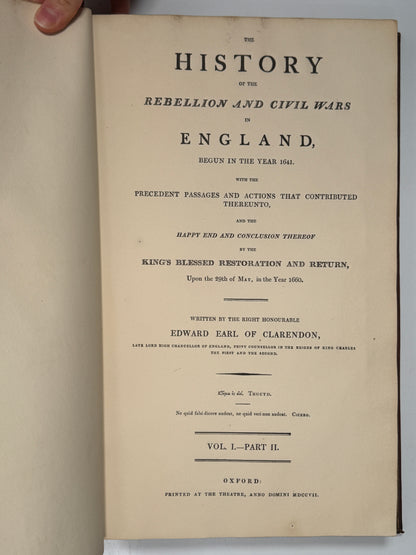 THE
HISTORY
OF THE
REBELLION AND CIVIL WARS
IN
ENGLAND,
BEGUN IN THE YEAR 1641.
WITH THE
PRECEDENT PASSAGES AND ACTIONS THAT CONTRIBUTED
THEREUNTO,
AND THE
HAPPY END AND CONCLUSION THEREOF
BY THE
KING'S BLESSED RESTORATION AND RETURN,
Upon the 29th of MAY, in the Year 1660.
WRITTEN BY THE RIGHT HONOURABLE
EDWARD EARL OF CLARENDON,
LATE LORD HIGH CHANCELLOR OF ENGLAND, PRIVY COUNSELLOR IN THE REIGNS OF KING CHARLES
THE FIRST AND THE SECOND.
THUCYD.
Ne quid falsi dicere audeat, ne quid veri non audeat. CICERO.
VOL. I.—PART II.
OXFORD:
PRINTED AT THE THEATRE, ANNO DOMINI MDCCVII.